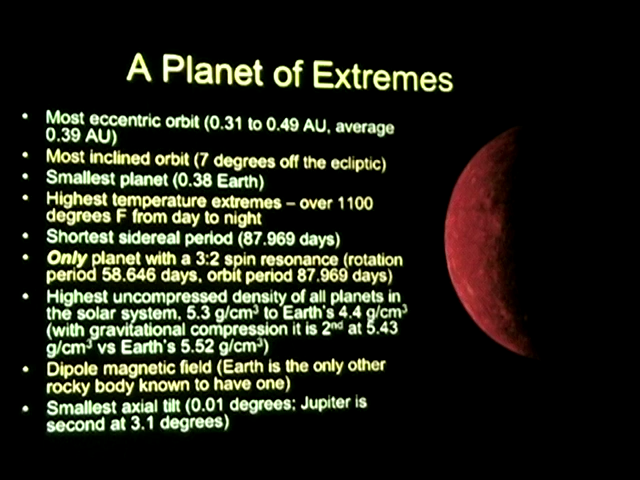 A Planet of Extremes
• Most eccentric orbit (0.31 to 0.49 AU, average
0.39 AU)
• Most inclined orbit (7 degrees off the ecliptic)
• Smallest planet (0.38 Earth)
• Highest temperature extremes – over 1100
degrees F from day to night
• Shortest sidereal period (87.969 days)
• Only planet with a 3:2 spin resonance (rotation
period 58.646 days, orbit period 87.969 days)
• Highest uncompressed density of all planets in
the solar system, 5.3 g/cm³ to Earth's 4.4 g/cm³
(with gravitational compression it is 2nd at 5.43
g/cm³ vs Earth's 5.52 g/cm³)
• Dipole magnetic field (Earth is the only other
rocky body known to have one)
• Smallest axial tilt (0.01 degrees; Jupiter is
second at 3.1 degrees)